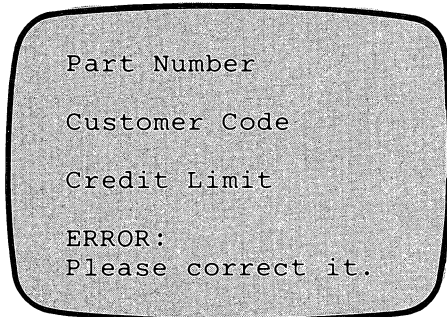 Part Number
Customer Code
Credit Limit
ERROR:
Please correct it.